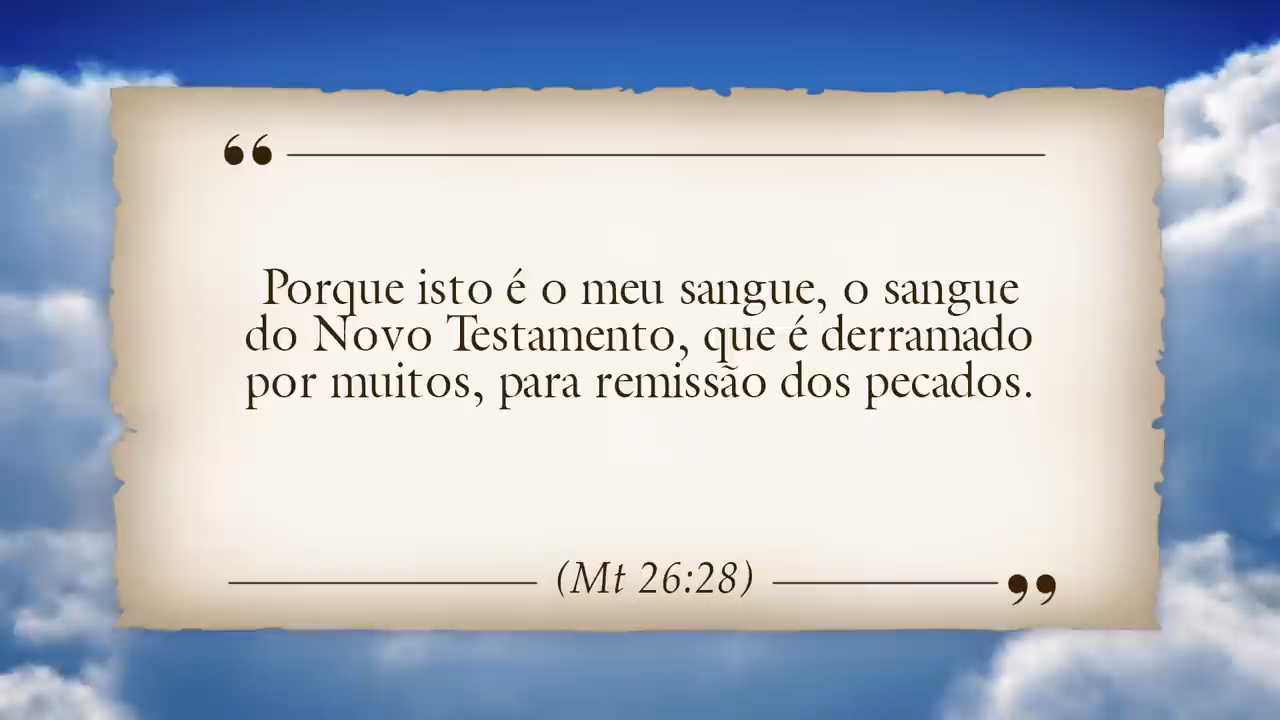 “
Porque isto é o meu sangue, o sangue
do Novo Testamento, que é derramado
por muitos, para remissão dos pecados.
(Mt 26:28) ”